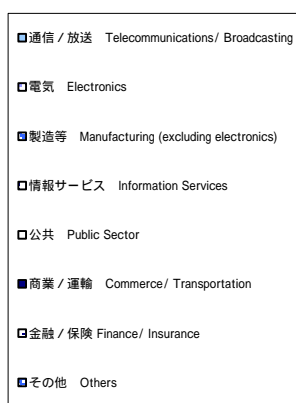 通信／放送 Telecommunications/ Broadcasting
電気 Electronics
製造等 Manufacturing (excluding electronics)
情報サービス Information Services
公共 Public Sector
商業／運輸 Commerce/ Transportation
金融／保険 Finance/ Insurance
その他 Others